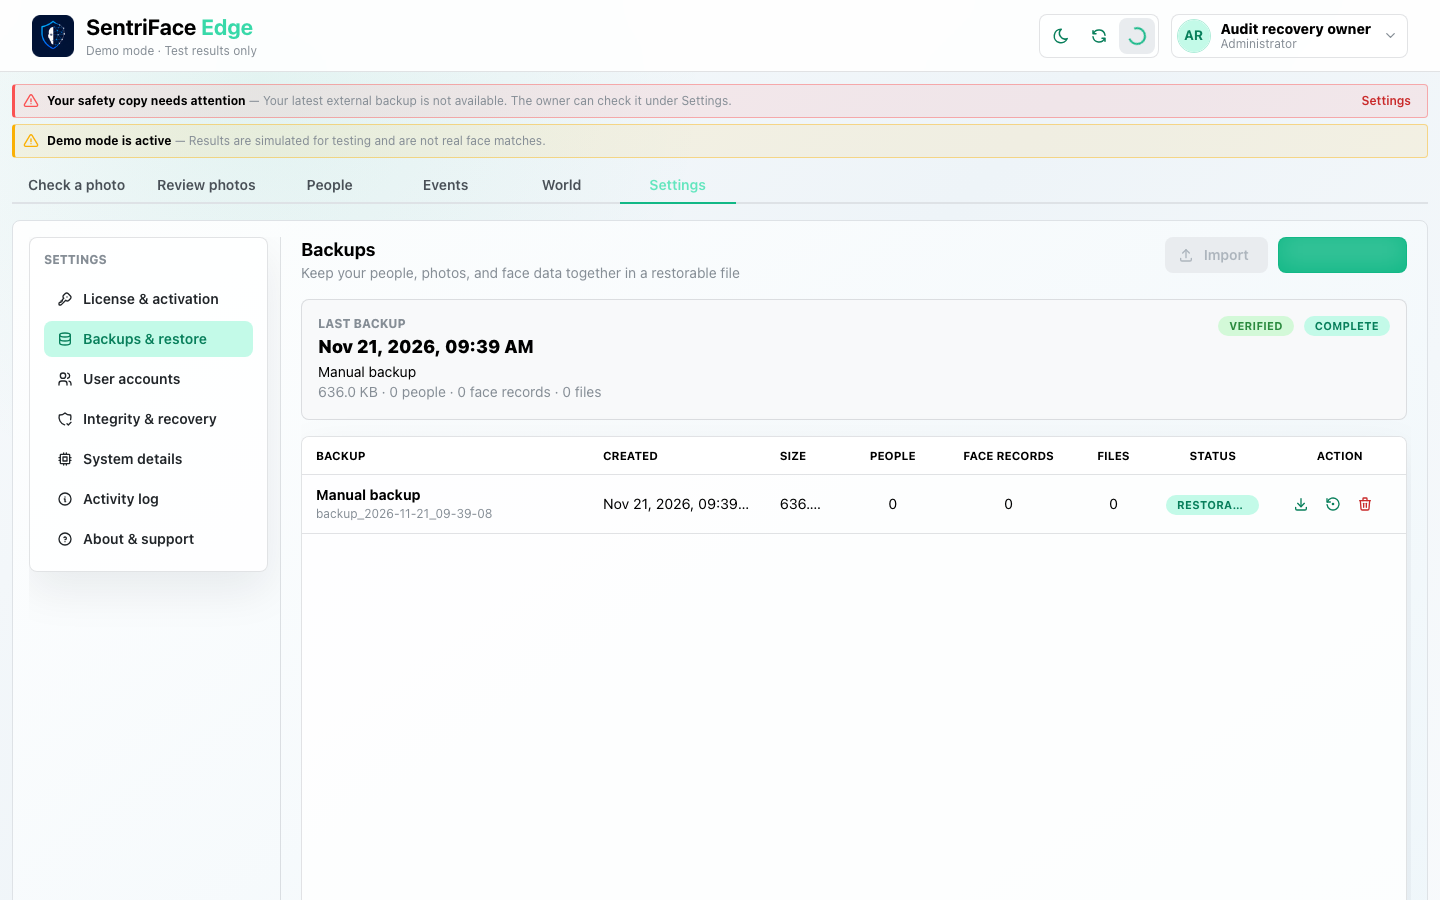 SentriFace Edge
Demo mode · Test results only
AR
Audit recovery owner
Administrator
Your safety copy needs attention — Your latest external backup is not available. The owner can check it under Settings.
Settings
Demo mode is active — Results are simulated for testing and are not real face matches.
Check a photo
Review photos
People
Events
World
Settings
SETTINGS
License & activation
Backups & restore
User accounts
Integrity & recovery
System details
Activity log
About & support
Backups
Keep your people, photos, and face data together in a restorable file
Import
LAST BACKUP
Nov 21, 2026, 09:39 AM
Manual backup
636.0 KB · 0 people · 0 face records · 0 files
VERIFIED
COMPLETE
BACKUP CREATED SIZE PEOPLE FACE RECORDS FILES STATUS ACTION
Manual backup
backup_2026-11-21_09-39-08
Nov 21, 2026, 09:39...
636....
0
0
0
RESTORA...